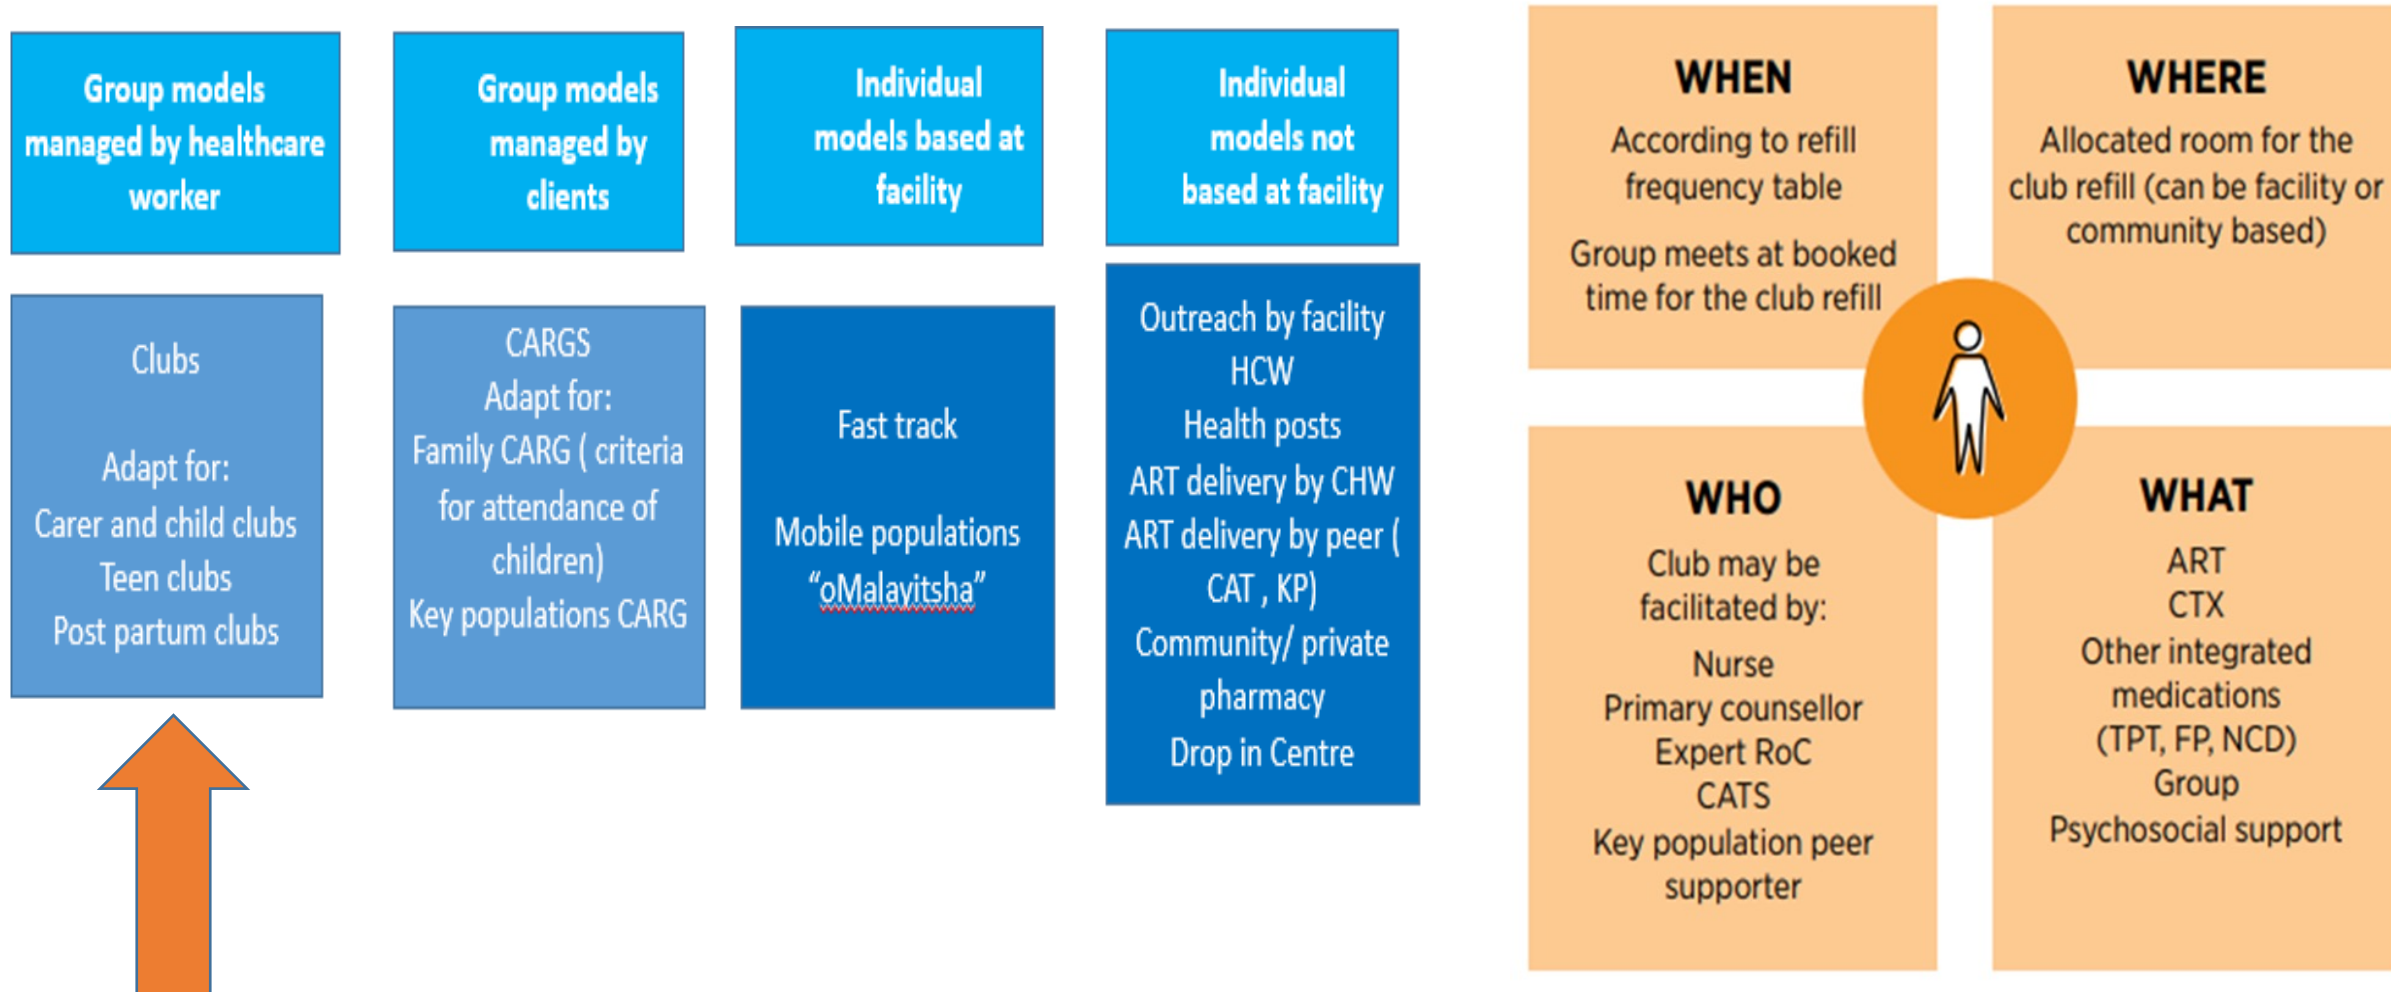 Group models
managed by healthcare
worker
Clubs
Adapt for:
Carer and child clubs
Teen clubs
Post partum clubs
Group models
managed by
clients
CARGS
Adapt for:
Family CARG ( criteria
for attendance of
children)
Key populations CARG
Individual
models based at
facility
Fast track
Mobile populations
“oMalayitsha”
Individual
models not
based at facility
Outreach by facility
HCW
Health posts
ART delivery by CHW
ART delivery by peer (
CAT , KP)
Community/ private
pharmacy
Drop in Centre
WHEN
According to refill
frequency table
Group meets at booked
time for the club refill
WHERE
Allocated room for the
club refill (can be facility or
community based)
WHO
Club may be
facilitated by:
Nurse
Primary counsellor
Expert RoC
CATS
Key population peer
supporter
WHAT
ART
CTX
Other integrated
medications
(TPT, FP, NCD)
Group
Psychosocial support